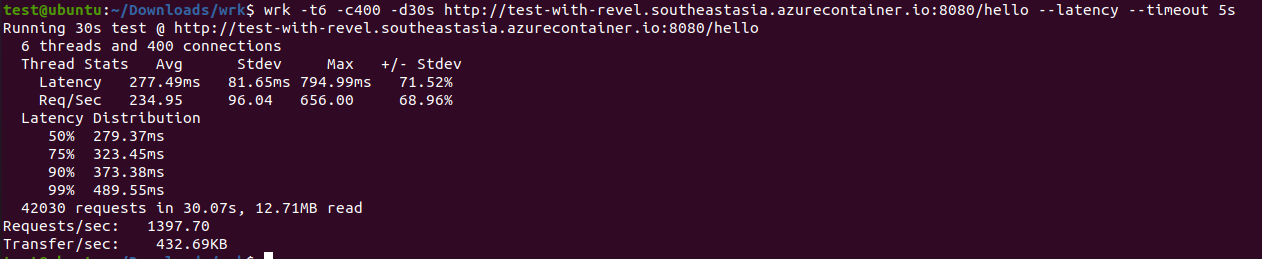 test@ubuntu:~/Downloads/wrk$ wrk -t6 -c400 -d30s http://test-with-revel.southeastasia.azurecontainer.io:8080/hello --latency --timeout 5s
Running 30s test @ http://test-with-revel.southeastasia.azurecontainer.io:8080/hello
  6 threads and 400 connections
  Thread Stats   Avg      Stdev     Max   +/- Stdev
    Latency   277.49ms   81.65ms 794.99ms   71.52%
    Req/Sec   234.95     96.04   656.00     68.96%
  Latency Distribution
     50%  279.37ms
     75%  323.45ms
     90%  373.38ms
     99%  489.55ms
  42030 requests in 30.07s, 12.71MB read
Requests/sec:   1397.70
Transfer/sec:    432.69KB